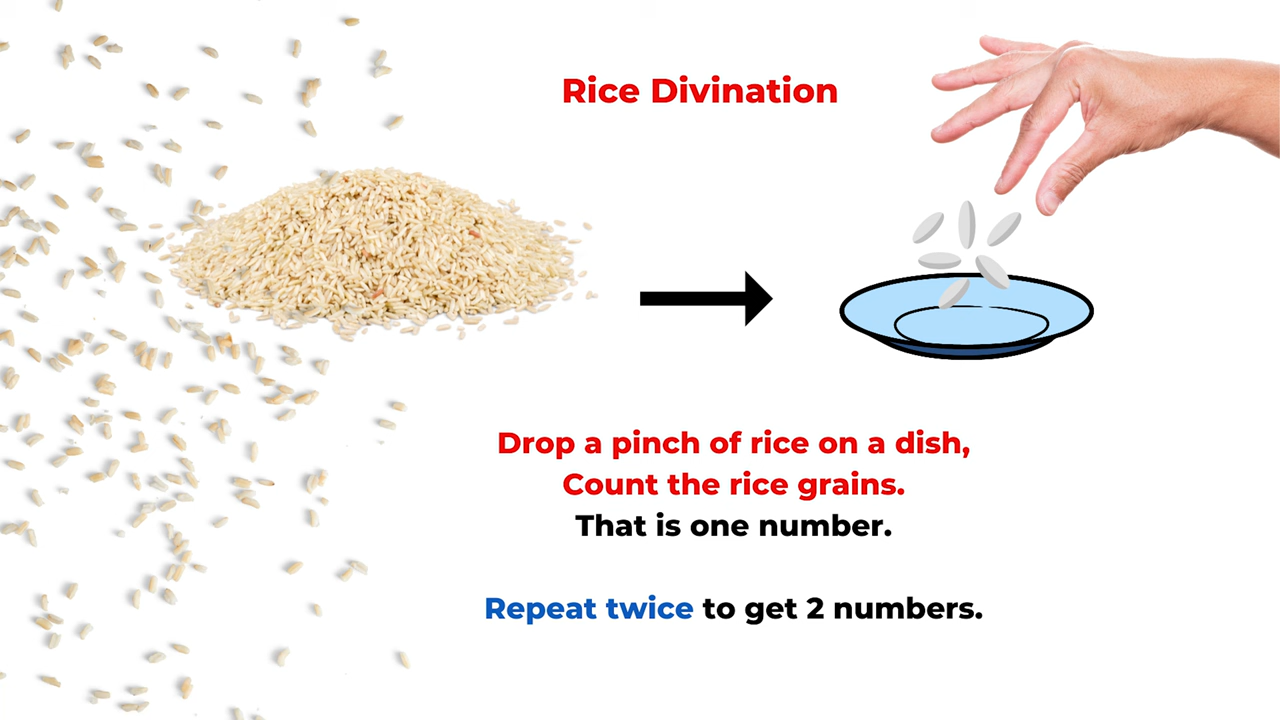 Rice Divination
Drop a pinch of rice on a dish,
Count the rice grains.
That is one number.
Repeat twice to get 2 numbers.